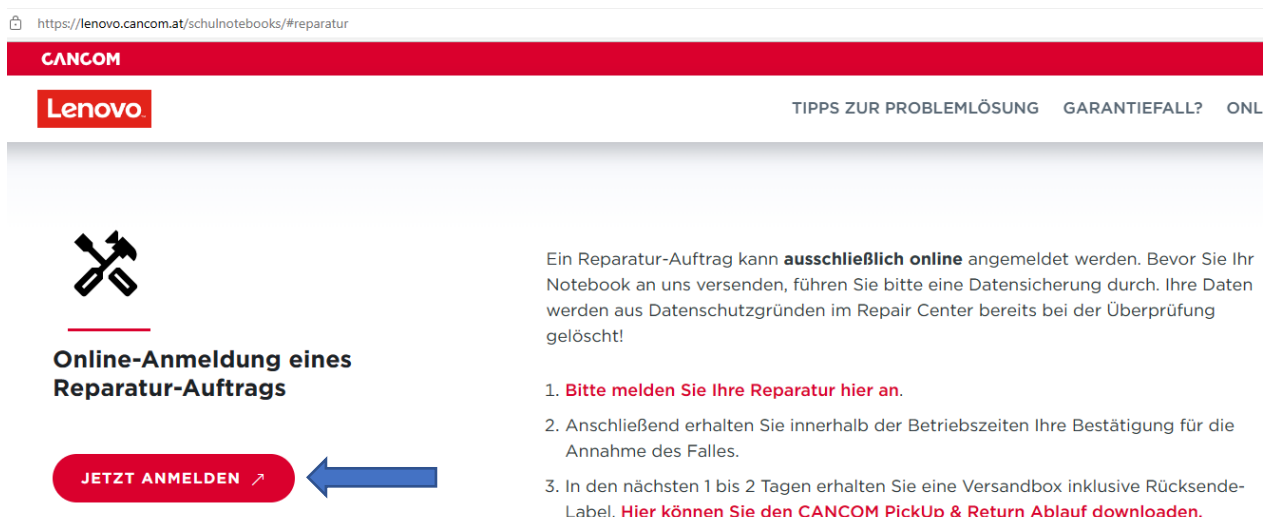 https://lenovo.cancom.at/schulnotebooks/#reparatur
CANCOM
Lenovo
TIPPS ZUR PROBLEMLÖSUNG GARANTIEFALL? ONL
Online-Anmeldung eines
Reparatur-Auftrags
JETZT ANMELDEN ↗
Ein Reparatur-Auftrag kann ausschließlich online angemeldet werden. Bevor Sie Ihr
Notebook an uns versenden, führen Sie bitte eine Datensicherung durch. Ihre Daten
werden aus Datenschutzgründen im Repair Center bereits bei der Überprüfung
gelöscht!
1. Bitte melden Sie Ihre Reparatur hier an.
2. Anschließend erhalten Sie innerhalb der Betriebszeiten Ihre Bestätigung für die
Annahme des Falles.
3. In den nächsten 1 bis 2 Tagen erhalten Sie eine Versandbox inklusive Rücksende-
Label. Hier können Sie den CANCOM PickUp & Return Ablauf downloaden.